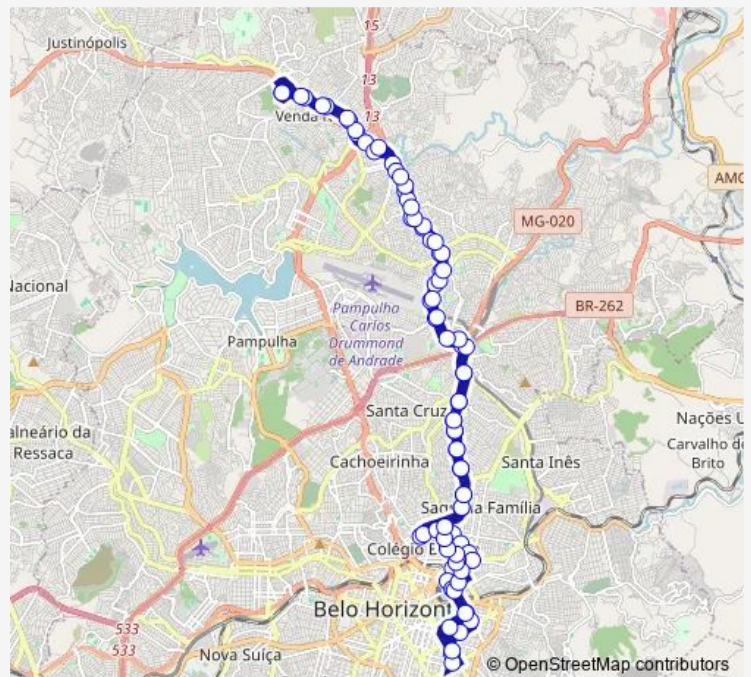 Justinópolis
15
13
13
Venda
AMC
MG-020
Nacional
BR-262
Pampulha
- Carlos
Drummond
de Andrade
Pampulha
Santa Cruz
Nações U
alneário da
Ressaca
Carvalho de
Brito
Cachoeirinha
Santa Inês
Sag
a Família
Colégio E
Belo Horizon
533
533
Nova Suíça
© OpenStreetMap contributors